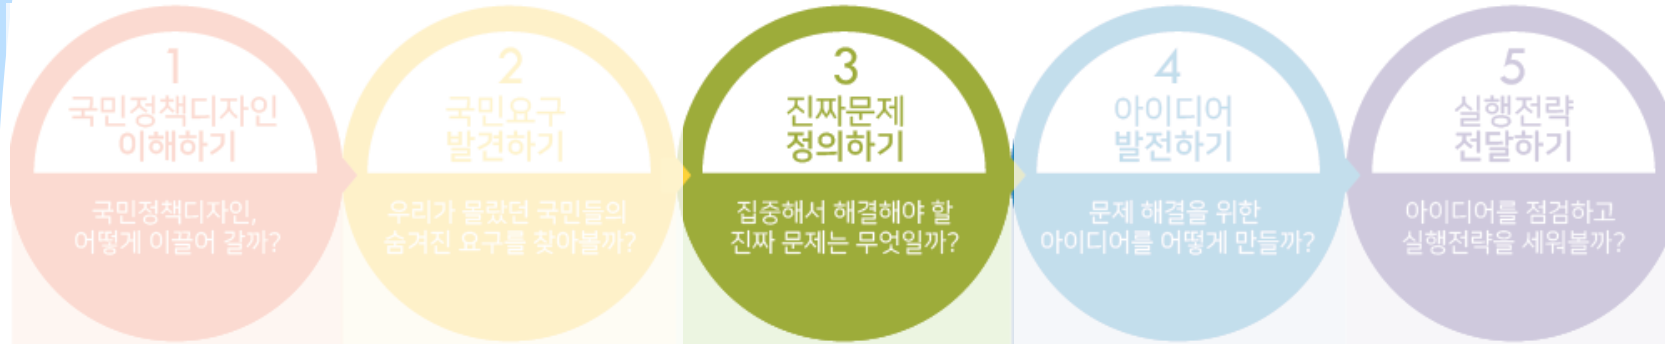 1
국민정책디자인
이해하기
국민정책디자인,
어떻게 이끌어 갈까?
2
국민요구
발견하기
우리가 몰랐던 국민들의
숨겨진 요구를 찾아볼까?
3
진짜문제
정의하기
집중해서 해결해야 할
진짜 문제는 무엇일까?
4
아이디어
발전하기
문제 해결을 위한
아이디어를 어떻게 만들까?
5
실행전략
전달하기
아이디어를 점검하고
실행전략을 세워볼까?